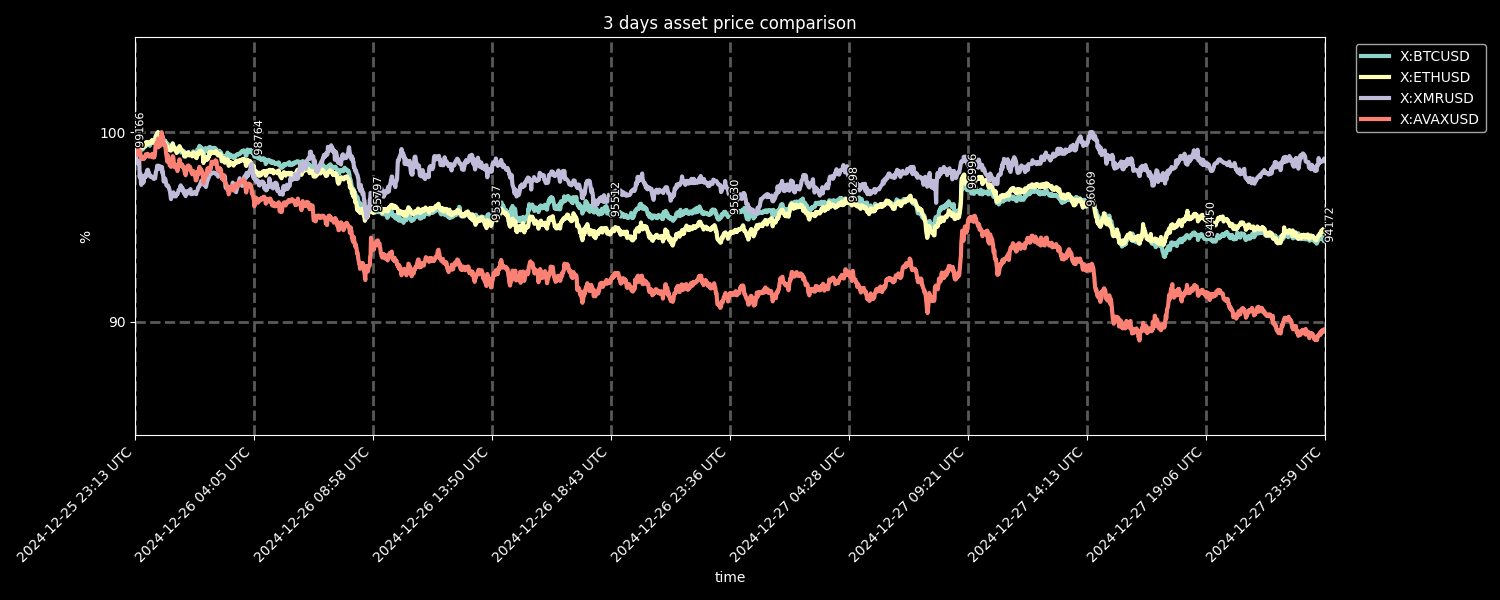 3 days asset price comparison
X:BTCUSD
X:ETHUSD
X:XMRUSD
X:AVAXUSD
100
90
%
99166
98764
95797
95337
95512
95630
96298
96996
96069
94450
94172
2024-12-25 23:13 UTC
2024-12-26 04:05 UTC
2024-12-26 08:58 UTC
2024-12-26 13:50 UTC
2024-12-26 18:43 UTC
2024-12-26 23:36 UTC
2024-12-27 04:28 UTC
2024-12-27 09:21 UTC
2024-12-27 14:13 UTC
2024-12-27 19:06 UTC
2024-12-27 23:59 UTC
time